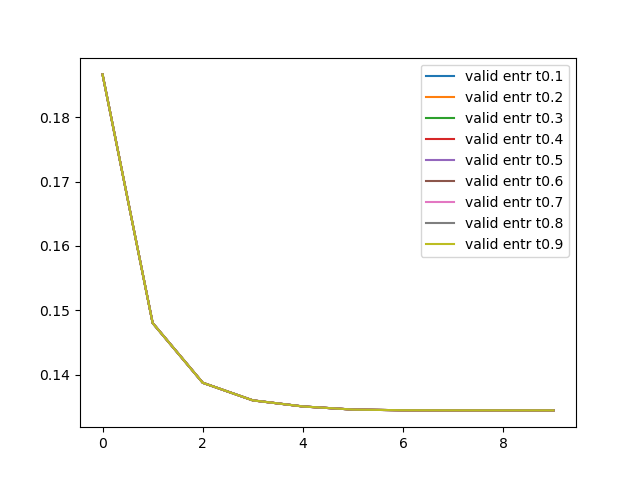 valid entr t0.1
valid entr t0.2
valid entr t0.3
valid entr t0.4
valid entr t0.5
valid entr t0.6
valid entr t0.7
valid entr t0.8
valid entr t0.9
0.18
0.17
0.16
0.15
0.14
0 2 4 6 8